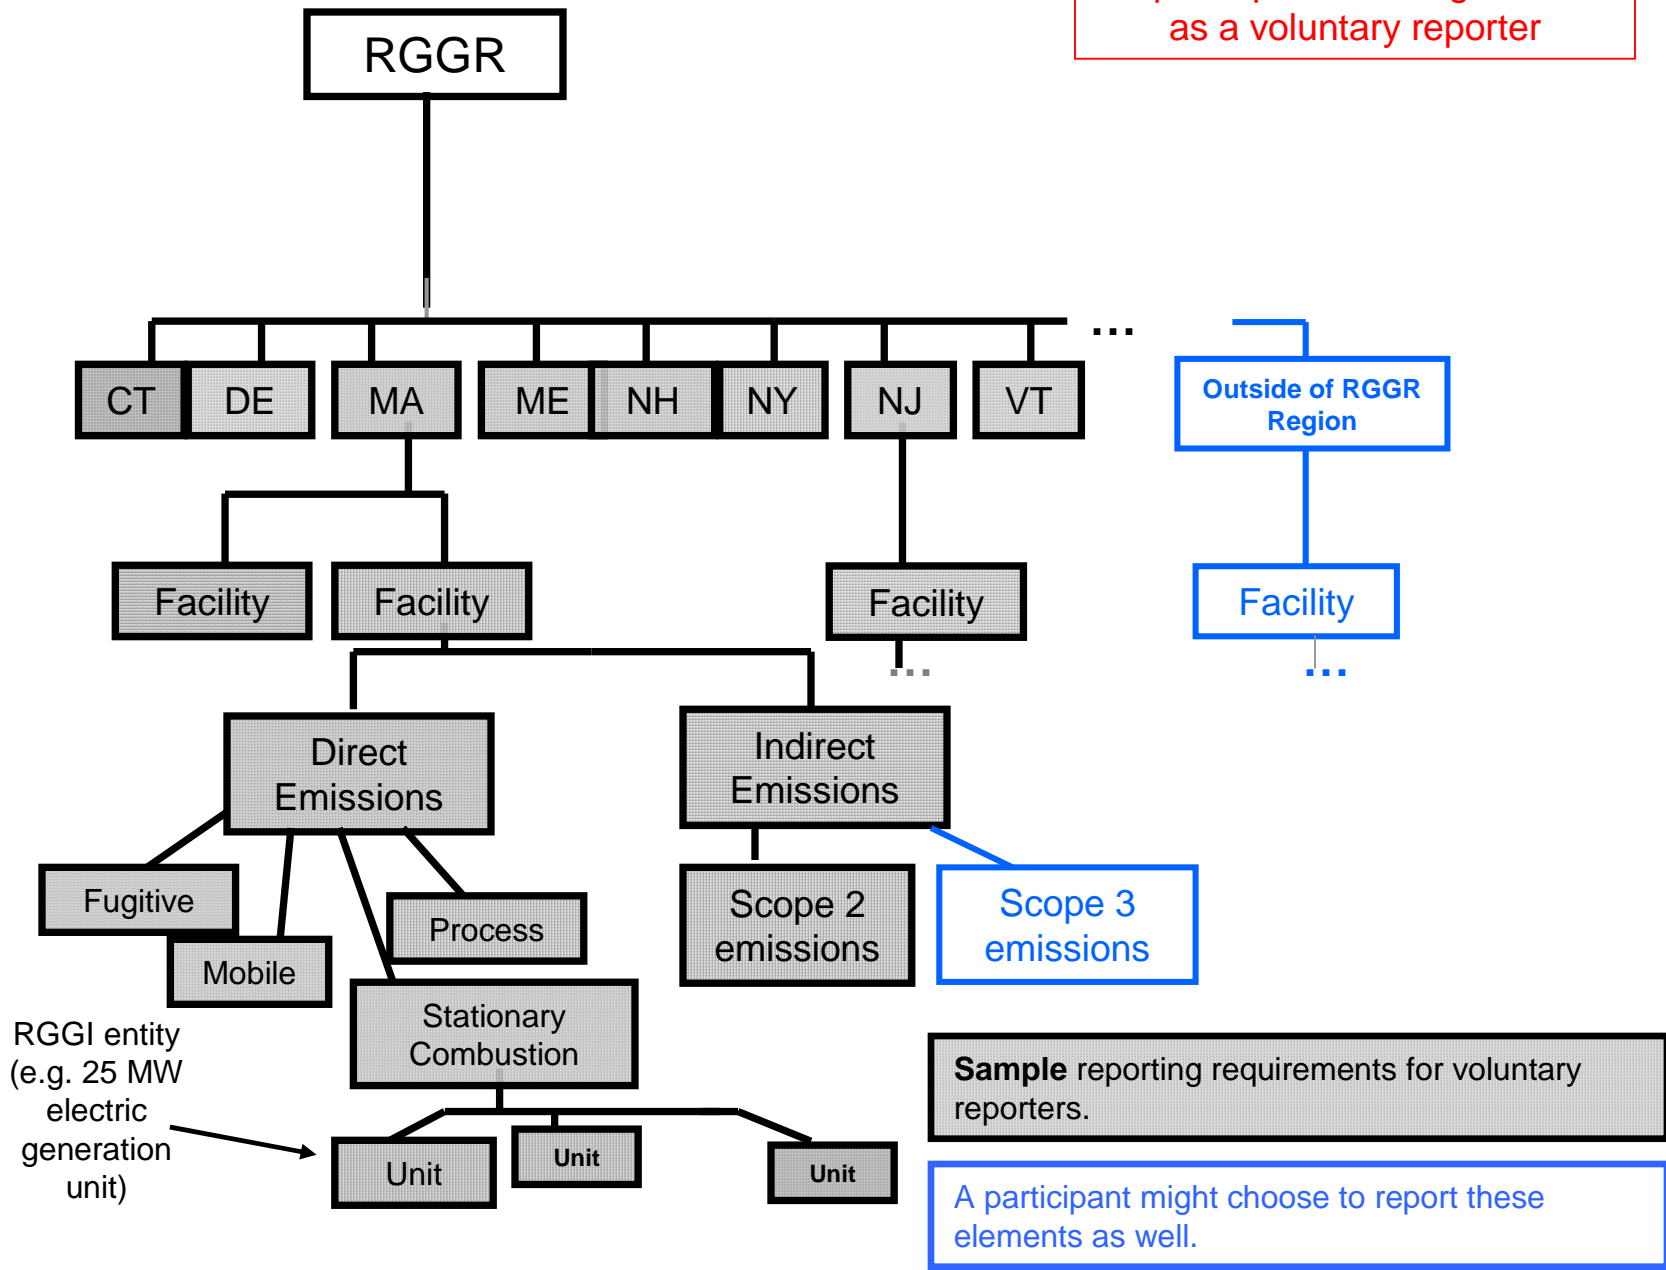 as a voluntary reporter
RGGR
...
CT
DE
MA
ME
NH
NY
NJ
VT
Outside of RGGR
Region
Facility
Facility
Facility
Facility
...
...
Direct
Emissions
Indirect
Emissions
Fugitive
Mobile
Process
Stationary
Combustion
Scope 2
emissions
Scope 3
emissions
RGGI entity
(e.g. 25 MW
electric
generation
unit)
Unit
Unit
Unit
Sample reporting requirements for voluntary
reporters.
A participant might choose to report these
elements as well.